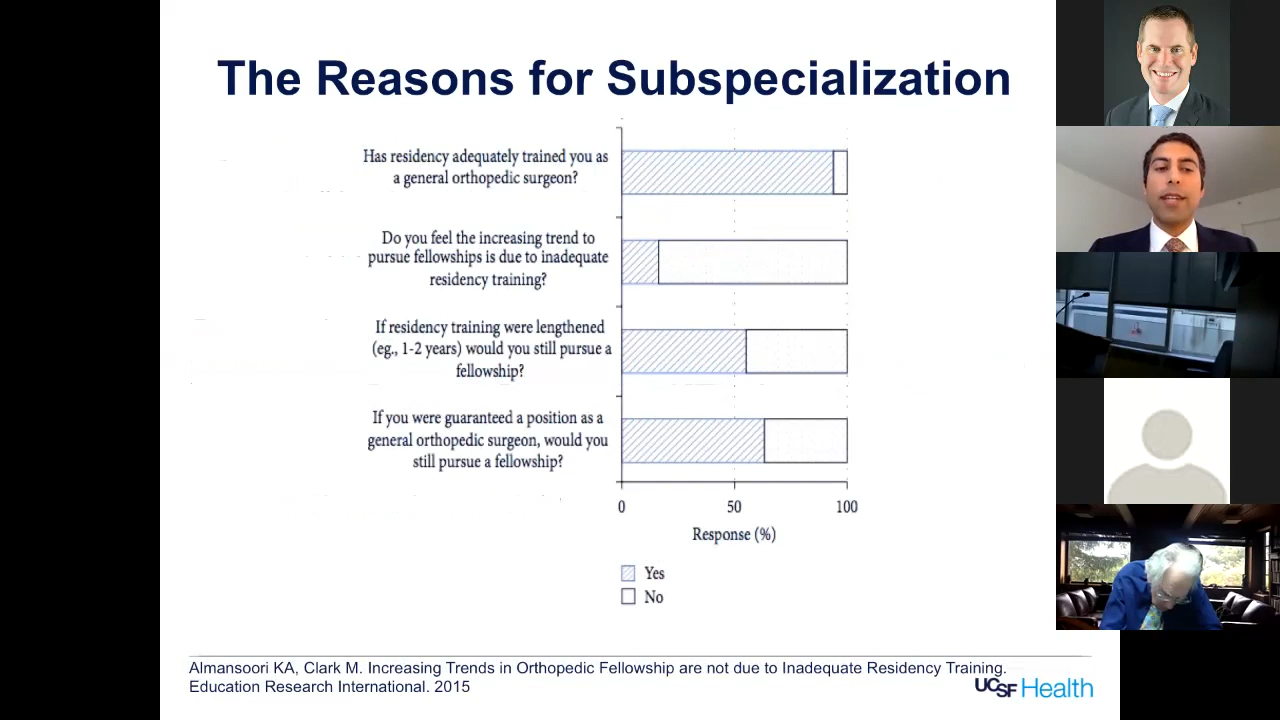 The Reasons for Subspecialization
Has residency adequately trained you as
a general orthopedic surgeon?
Do you feel the increasing trend to
pursue fellowships is due to inadequate
residency training?
If residency training were lengthened
(eg., 1-2 years) would you still pursue a
fellowship?
If you were guaranteed a position as a
general orthopedic surgeon, would you
still pursue a fellowship?
0 50 100
Response (%)
Yes
No
Almansoori KA, Clark M. Increasing Trends in Orthopedic Fellowship are not due to Inadequate Residency Training.
Education Research International. 2015
UCSF Health